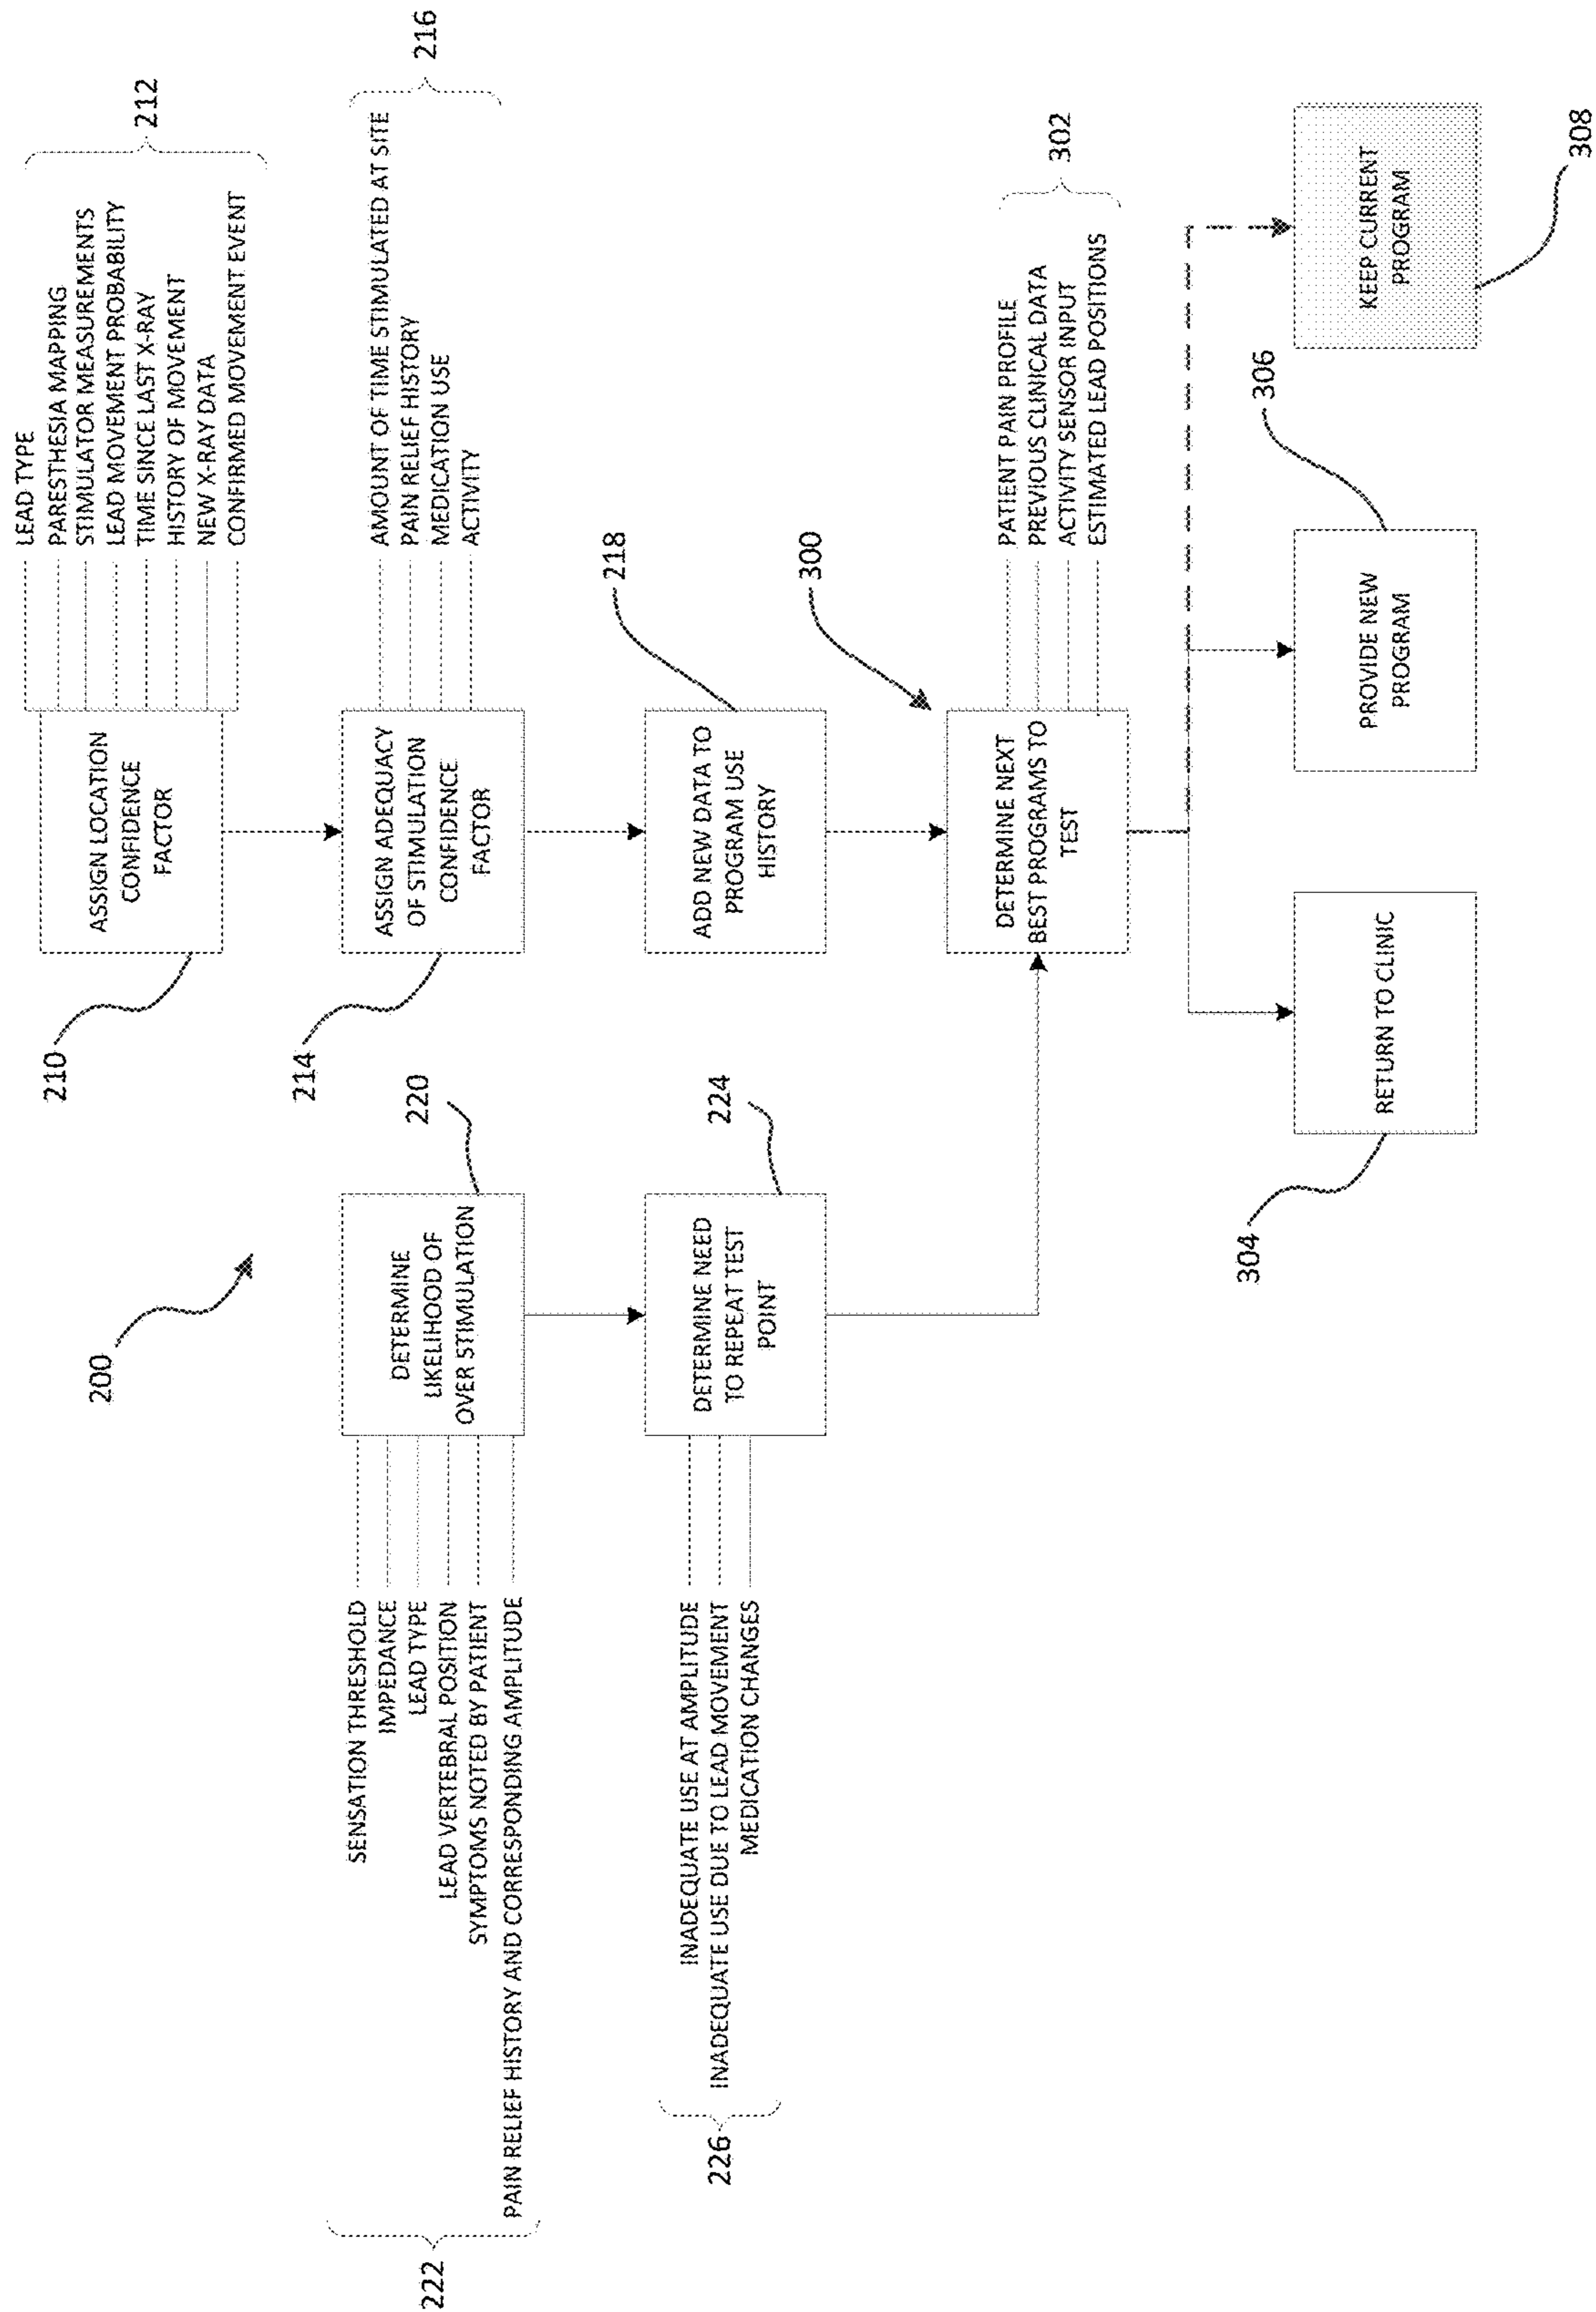 200
LEAD TYPE
PARESTHESIA MAPPING
STIMULATOR MEASUREMENTS
LEAD MOVEMENT PROBABILITY
TIME SINCE LAST X-RAY
HISTORY OF MOVEMENT
NEW X-RAY DATA
CONFIRMED MOVEMENT EVENT
212
210
ASSIGN LOCATION
CONFIDENCE
FACTOR
SENSATION THRESHOLD
IMPEDANCE
LEAD TYPE
LEAD VERTEBRAL POSITION
SYMPTOMS NOTED BY PATIENT
PAIN RELIEF HISTORY AND CORRESPONDING AMPLITUDE
222
DETERMINE
LIKELIHOOD OF
OVER STIMULATION
220
214
ASSIGN ADEQUACY
OF STIMULATION
CONFIDENCE
FACTOR
AMOUNT OF TIME STIMULATED AT SITE
PAIN RELIEF HISTORY
MEDICATION USE
ACTIVITY
216
INADEQUATE USE AT AMPLITUDE
INADEQUATE USE DUE TO LEAD MOVEMENT
MEDICATION CHANGES
226
DETERMINE NEED
TO REPEAT TEST
POINT
224
ADD NEW DATA TO
PROGRAM USE
HISTORY
218
300
DETERMINE NEXT
BEST PROGRAMS TO
TEST
PATIENT PAIN PROFILE
PREVIOUS CLINICAL DATA
ACTIVITY SENSOR INPUT
ESTIMATED LEAD POSITIONS
302
304
RETURN TO CLINIC
PROVIDE NEW
PROGRAM
306
KEEP CURRENT
PROGRAM
308